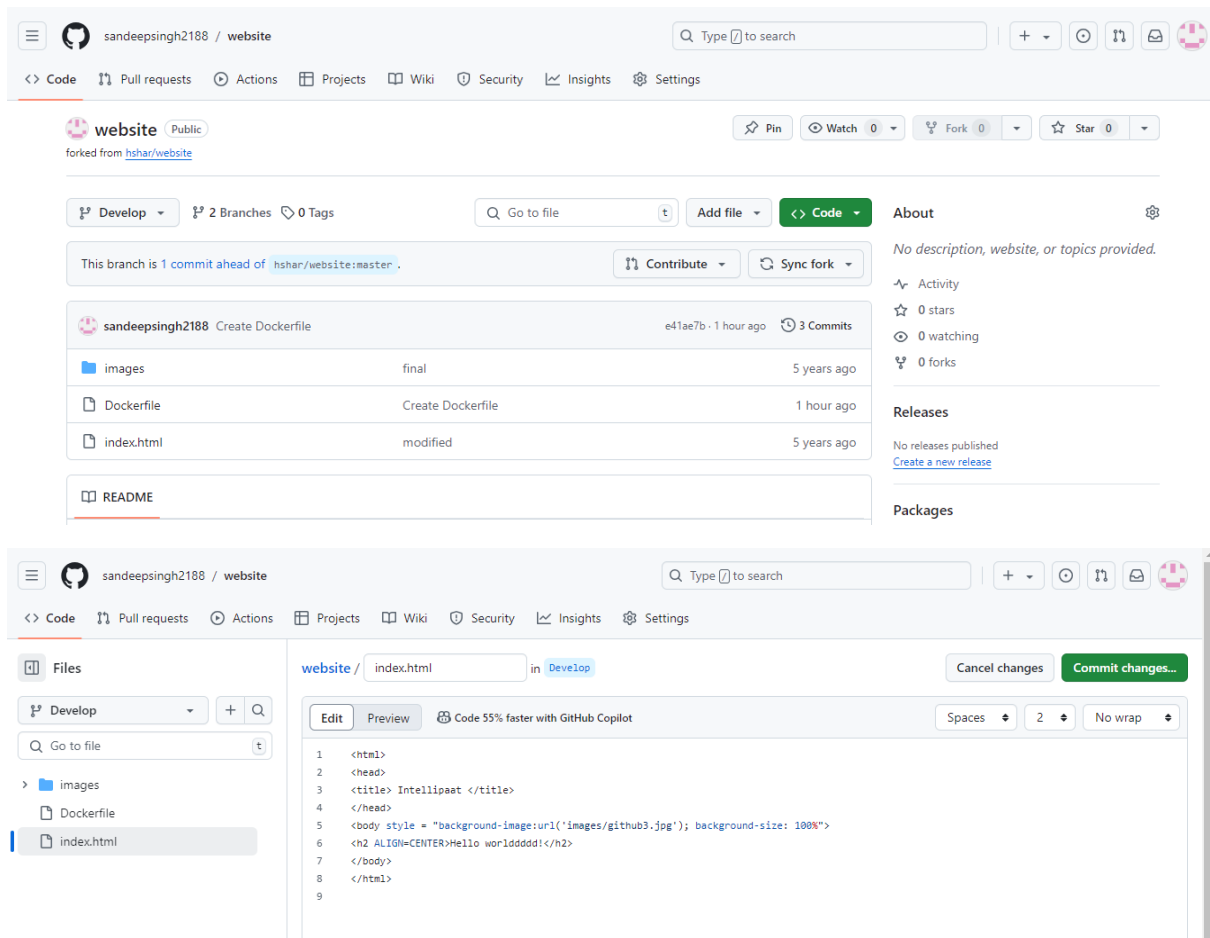 sandeepsingh2188 / website
Type / to search
Code Pull requests Actions Projects Wiki Security Insights Settings
website Public
Pin Watch 0 Fork 0 Star 0
forked from hshar/website
Develop 2 Branches 0 Tags Go to file t Add file Code
About
No description, website, or topics provided.
This branch is 1 commit ahead of hshar/website:master .
Contribute Sync fork
Activity
0 stars
0 watching
0 forks
sandeepsingh2188 Create Dockerfile e41ae7b · 1 hour ago 3 Commits
images final 5 years ago
Dockerfile Create Dockerfile 1 hour ago
index.html modified 5 years ago
Releases
No releases published
Create a new release
README
Packages
sandeepsingh2188 / website
Type / to search
Code Pull requests Actions Projects Wiki Security Insights Settings
Files
website / index.html in Develop
Cancel changes Commit changes...
Develop
Go to file t
images
Dockerfile
index.html
Edit Preview Code 55% faster with GitHub Copilot Spaces 2 No wrap
1 <html>
2 <head>
3 <title> Intellipaat </title>
4 </head>
5 <body style = "background-image:url('images/github3.jpg'); background-size: 100%">
6 <h2 ALIGN=CENTER>Hello worlddddd!</h2>
7 </body>
8 </html>
9